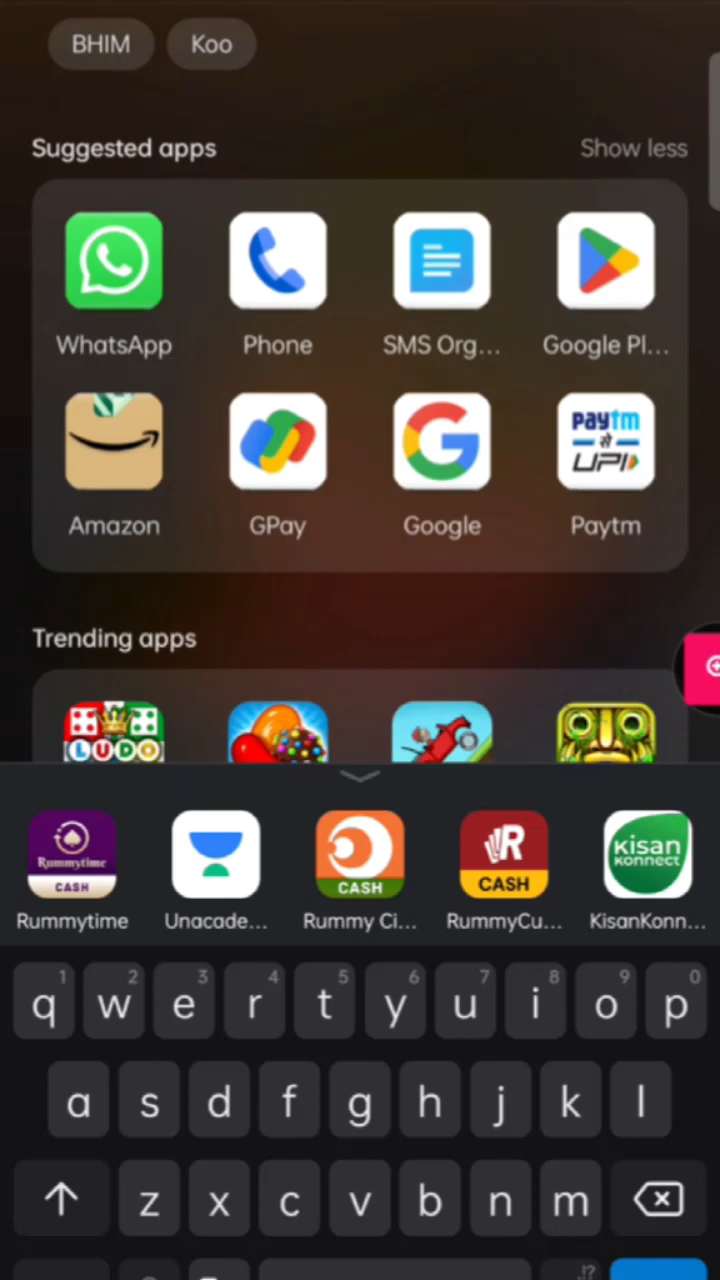 BHIM Koo
Suggested apps Show less
WhatsApp Phone SMS Org... Google Pl...
paytm
से
UPI
Amazon GPay Google Paytm
Trending apps
LUDO
Rummytime
CASH CASH R CASH Kisan
konnect
Rummytime Unacade... Rummy Ci... RummyCu... KisanKonn...
1 2 3 4 5 6 7 8 9 0
q w e r t y u i o p
a s d f g h j k l
z x c v b n m
,!?